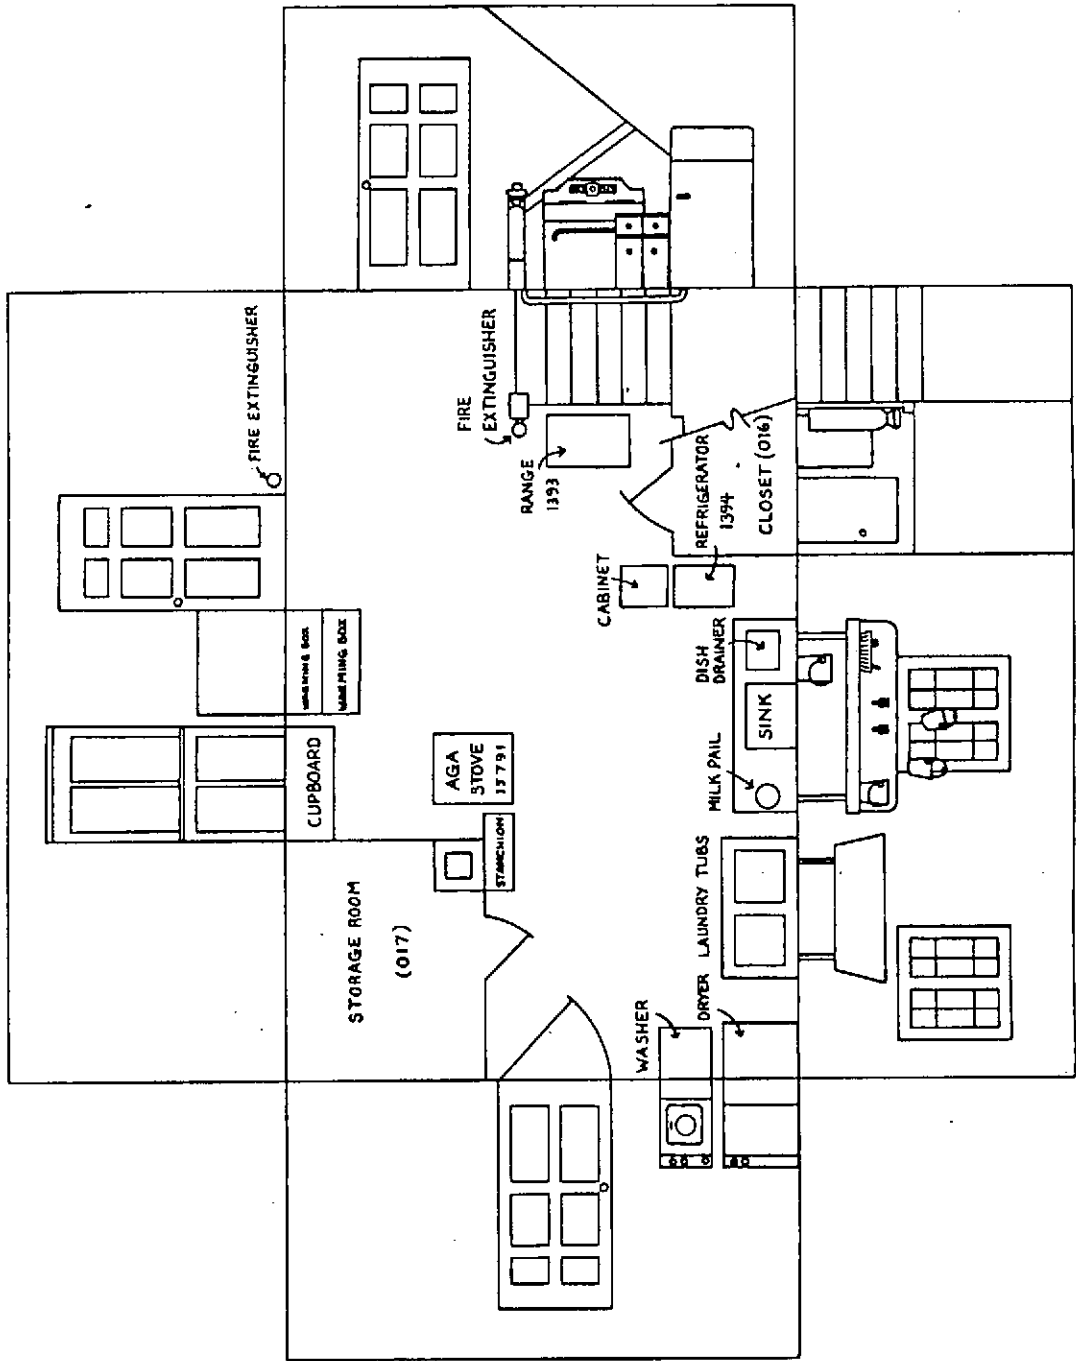 FIRE EXTINGUISHER
WARMING BOX
WARMING BOX
CUPBOARD
STORAGE ROOM
(017)
AGA
STOVE
13791
STANCHION
FIRE
EXTINGUISHER
RANGE
1393
CABINET
REFRIGERATOR
1394
CLOSET (016)
WASHER
DRYER
LAUNDRY TUBS
MILK PAIL
SINK
DISH
DRAINER